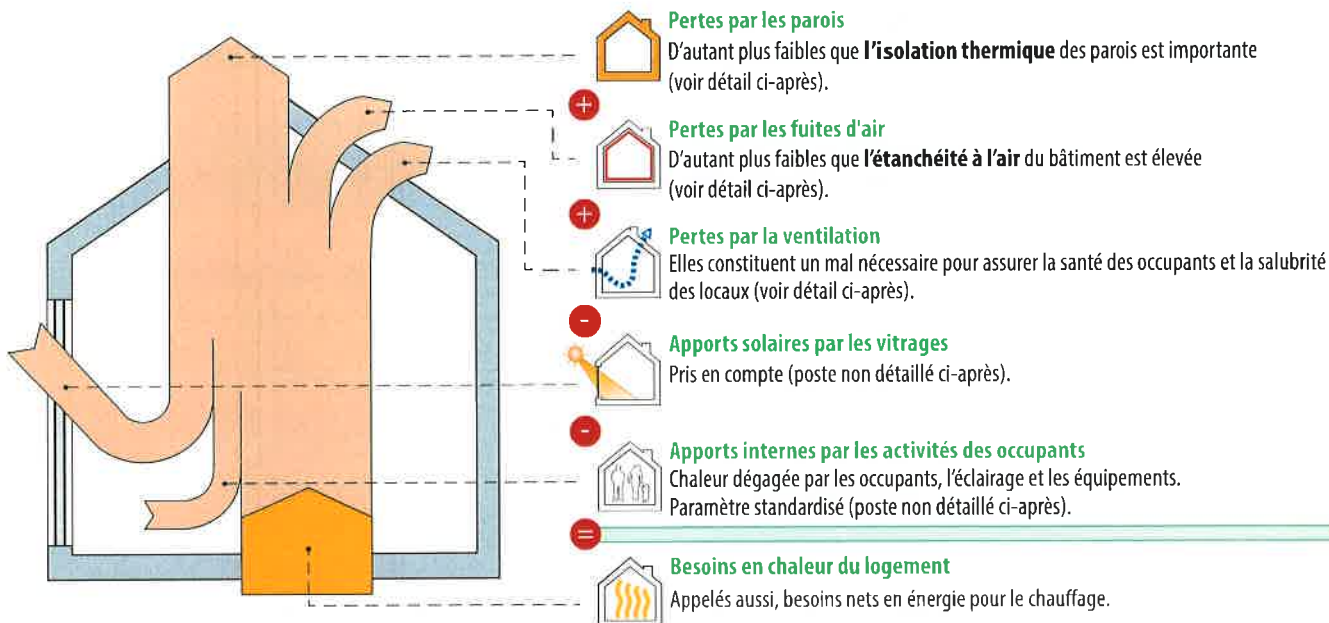 Pertes par les parois
D'autant plus faibles que l'isolation thermique des parois est importante
(voir détail ci-après).
+
Pertes par les fuites d'air
D'autant plus faibles que l'étanchéité à l'air du bâtiment est élevée
(voir détail ci-après).
+
Pertes par la ventilation
Elles constituent un mal nécessaire pour assurer la santé des occupants et la salubrité
des locaux (voir détail ci-après).
-
Apports solaires par les vitrages
Pris en compte (poste non détaillé ci-après).
-
Apports internes par les activités des occupants
Chaleur dégagée par les occupants, l'éclairage et les équipements.
Paramètre standardisé (poste non détaillé ci-après).
=
Besoins en chaleur du logement
Appelés aussi, besoins nets en énergie pour le chauffage.